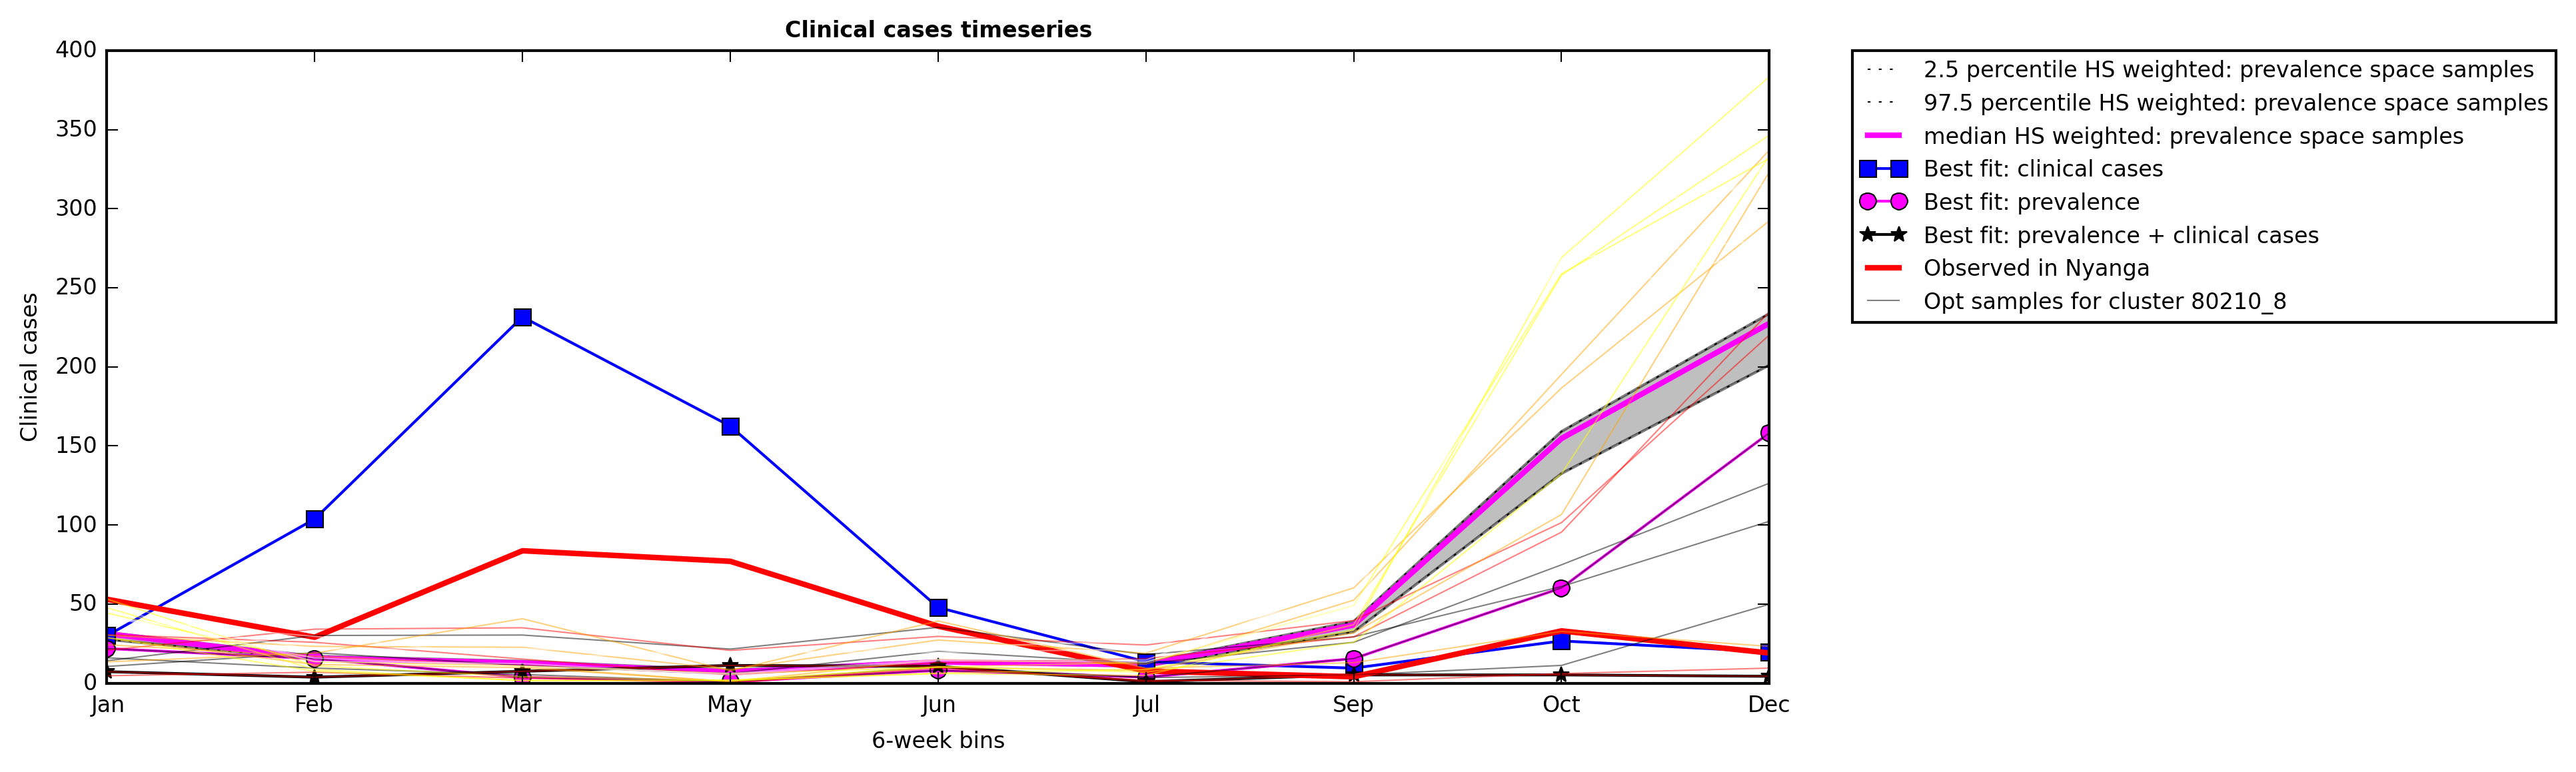 Clinical cases timeseries
400
350
300
250
200
150
100
50
0
Clinical cases
Jan Feb Mar May Jun Jul Sep Oct Dec
6-week bins
2.5 percentile HS weighted: prevalence space samples
97.5 percentile HS weighted: prevalence space samples
median HS weighted: prevalence space samples
Best fit: clinical cases
Best fit: prevalence
Best fit: prevalence + clinical cases
Observed in Nyanga
Opt samples for cluster 80210_8